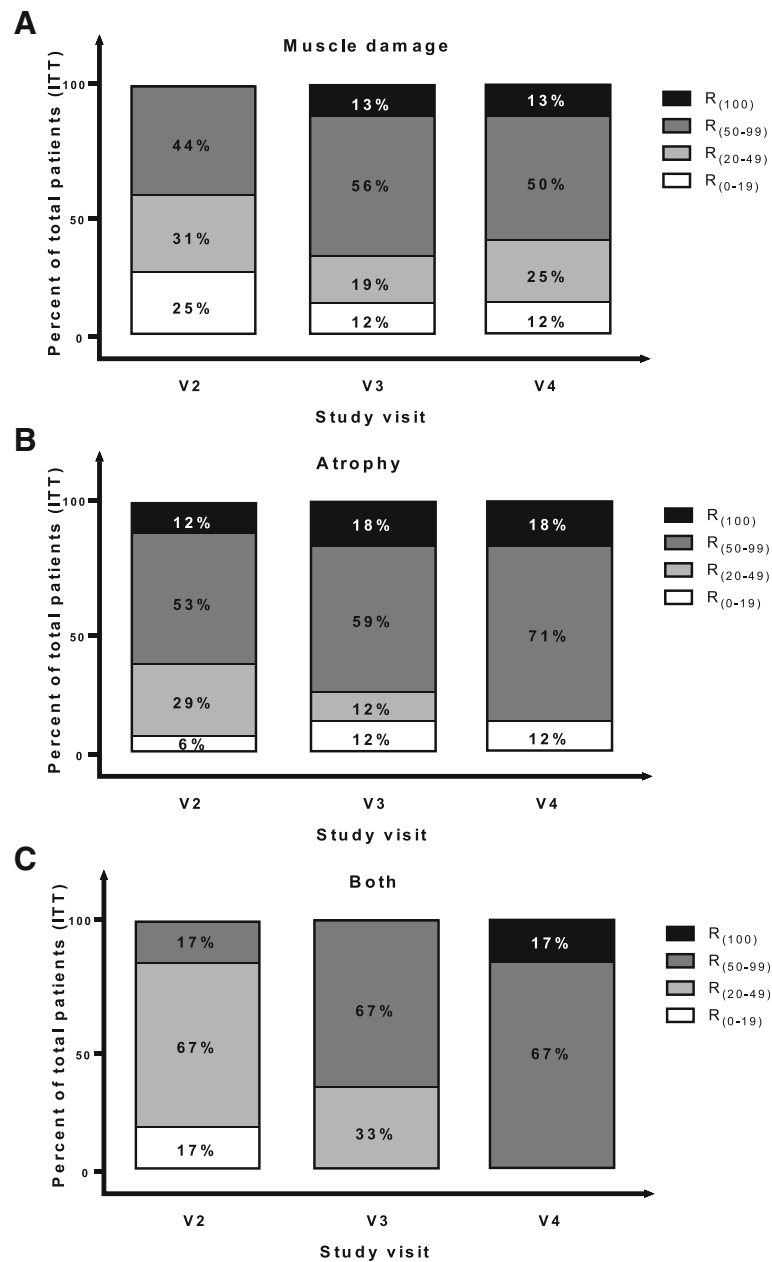 A
Muscle damage
Percent of total patients (ITT)
100
50
0
44%
31%
25%
13%
56%
19%
12%
13%
50%
25%
12%
R(100)
R(50-99)
R(20-49)
R(0-19)
V2 V3 V4
Study visit
B
Atrophy
Percent of total patients (ITT)
100
50
0
12%
53%
29%
6%
18%
59%
12%
12%
18%
71%
12%
R(100)
R(50-99)
R(20-49)
R(0-19)
V2 V3 V4
Study visit
C
Both
Percent of total patients (ITT)
100
50
0
17%
67%
17%
67%
33%
17%
67%
R(100)
R(50-99)
R(20-49)
R(0-19)
V2 V3 V4
Study visit